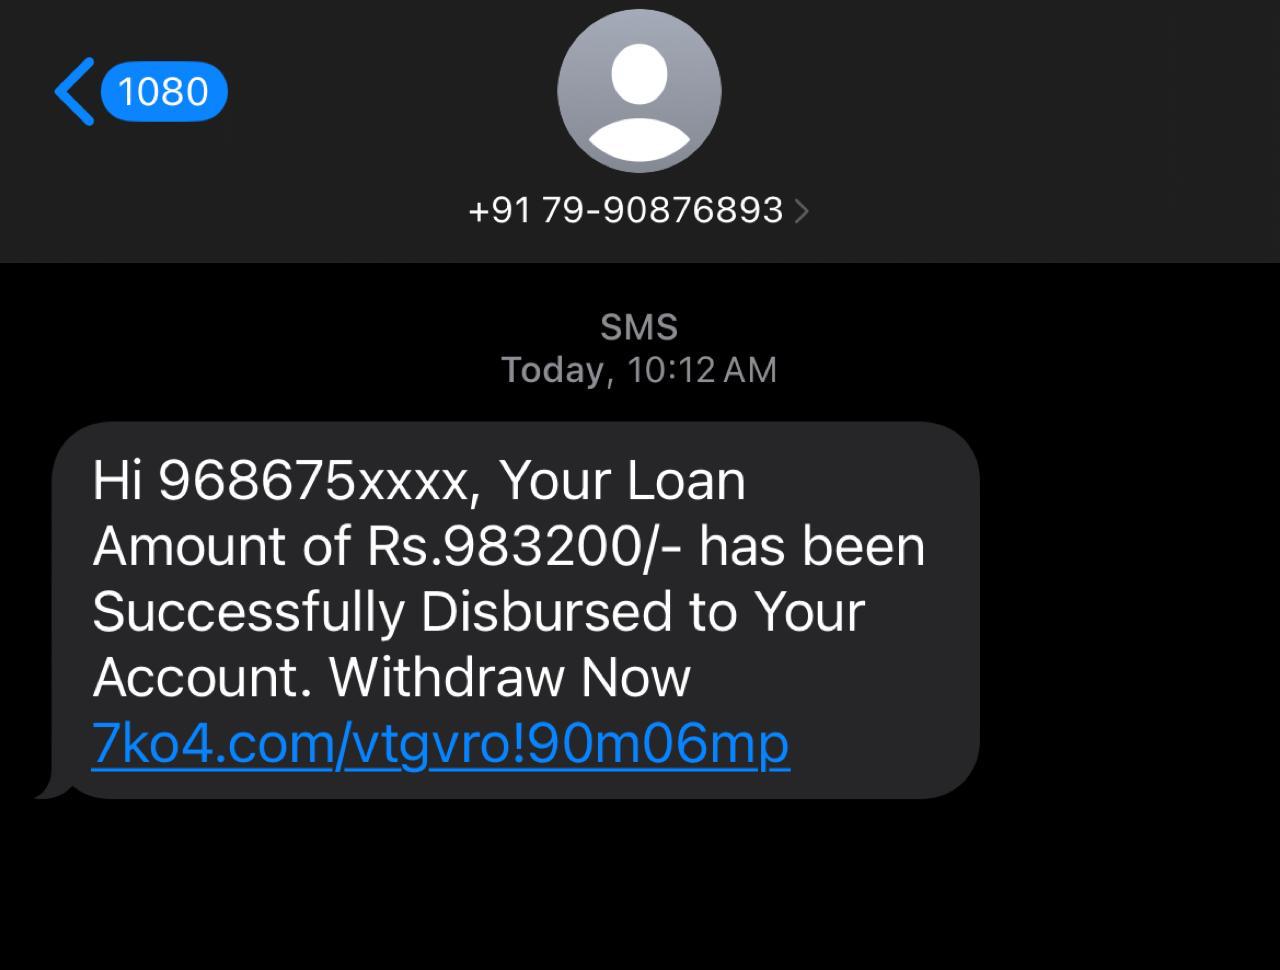 1080
+91 79-90876893
SMS
Today, 10:12 AM
Hi 968675xxxx, Your Loan
Amount of Rs.983200/- has been
Successfully Disbursed to Your
Account. Withdraw Now
7ko4.com/vtgvro!90m06mp